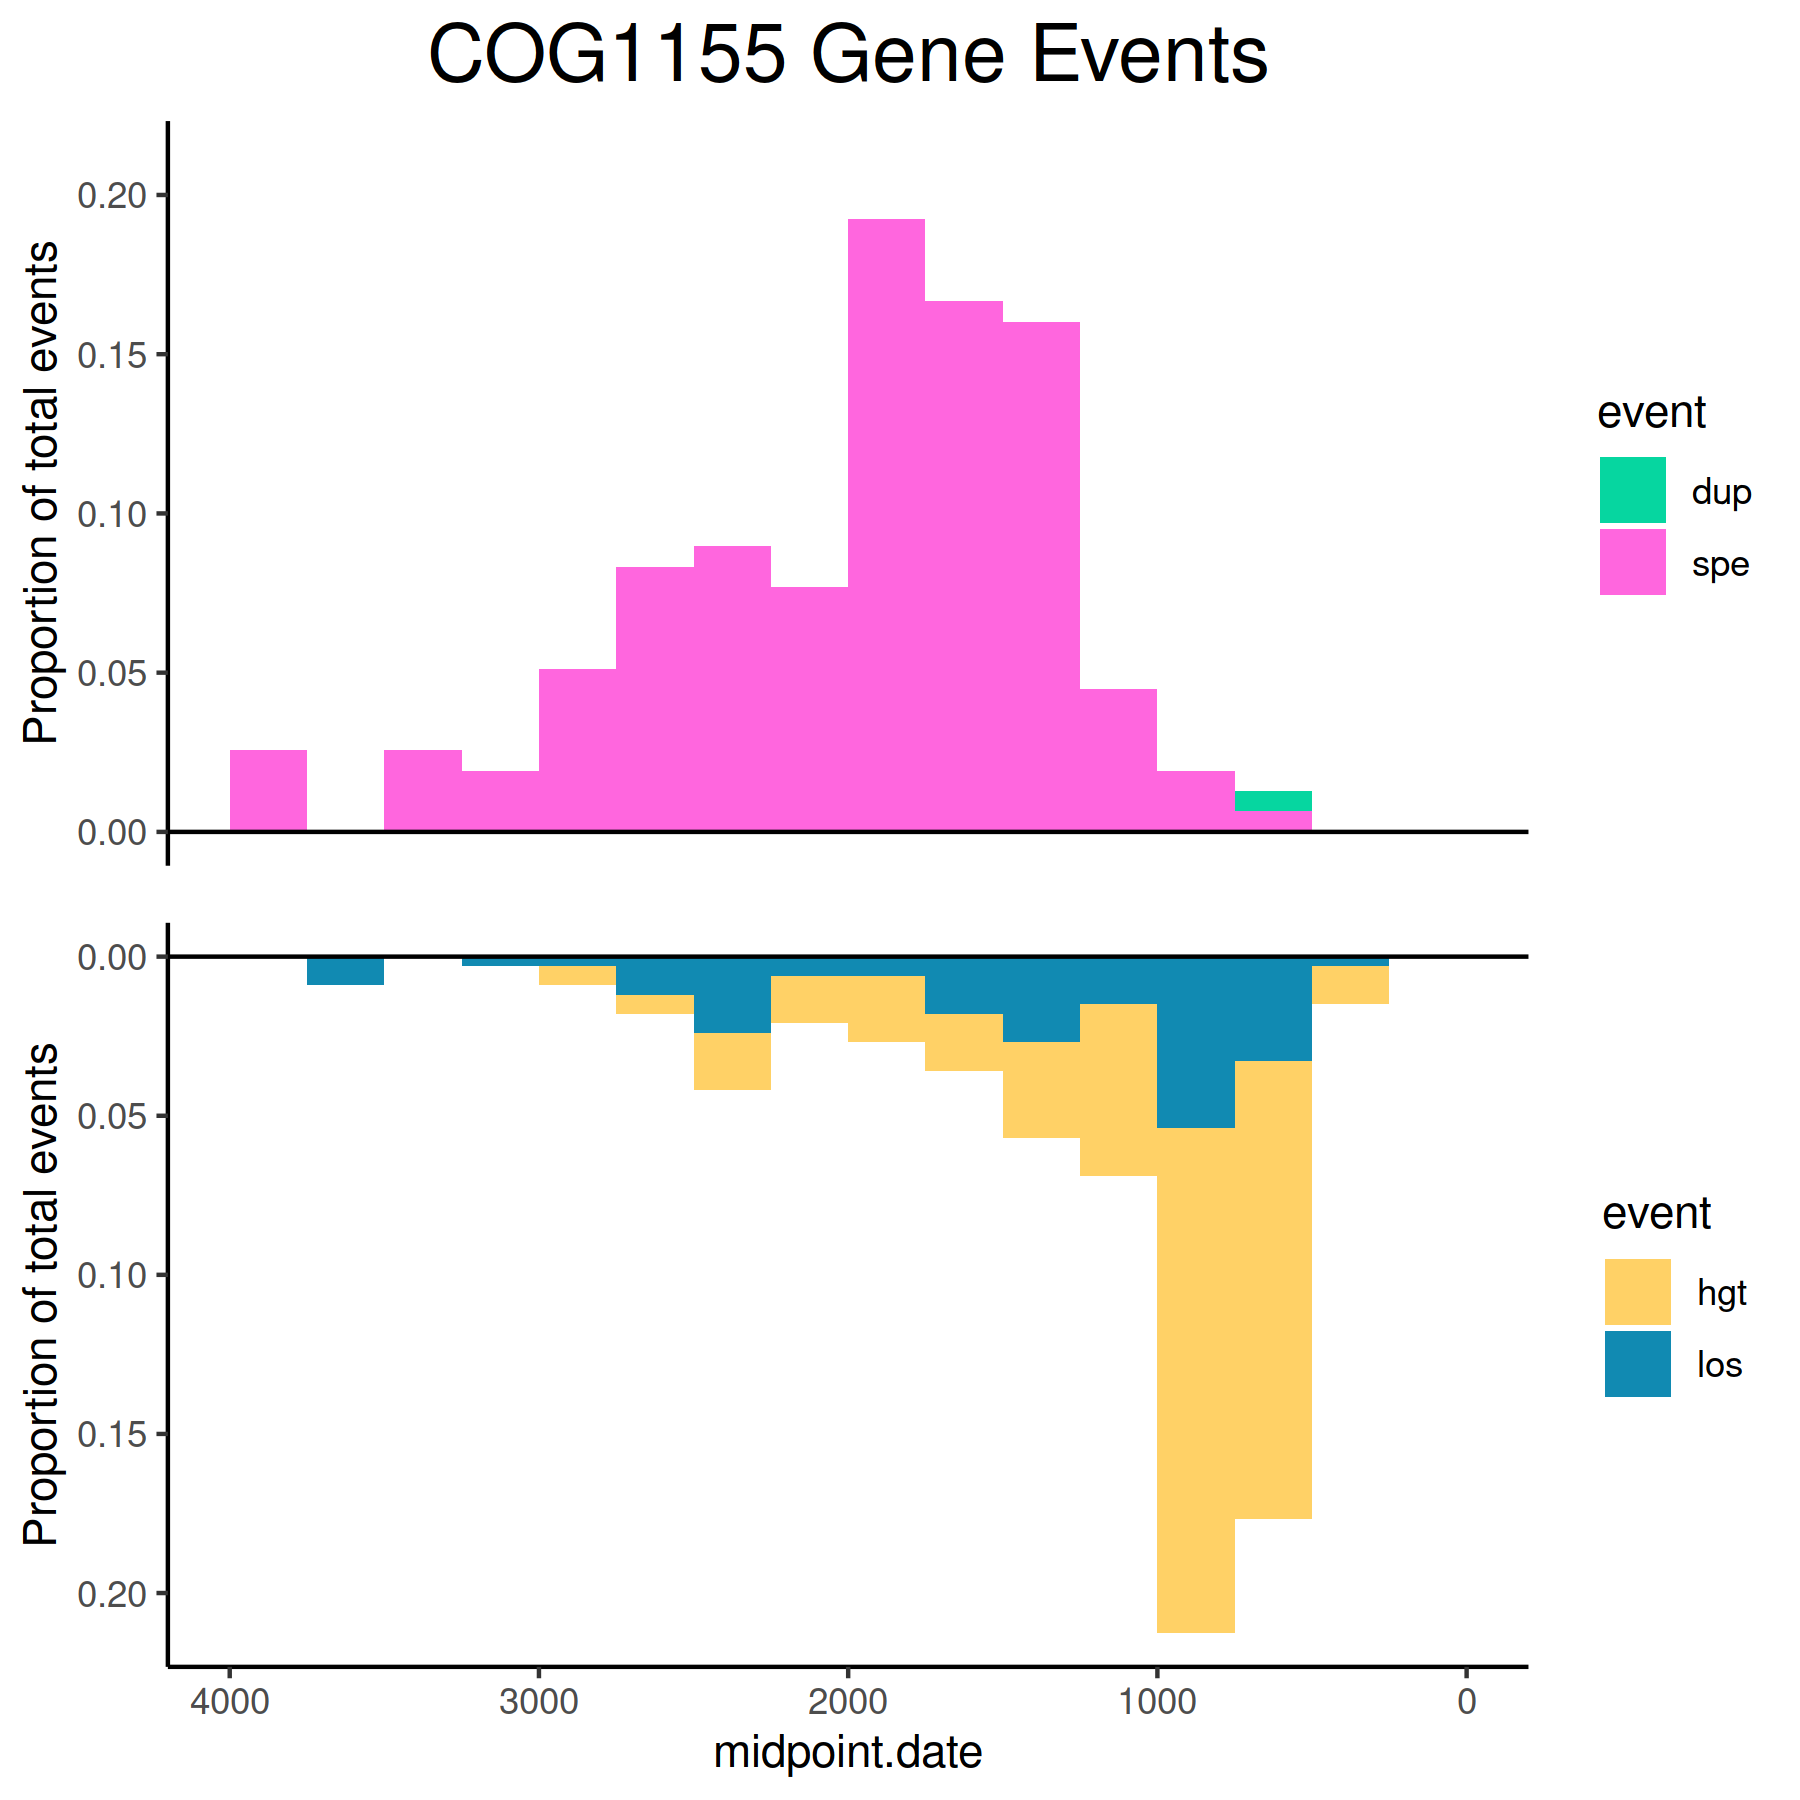 COG1155 Gene Events
Proportion of total events
0.20
0.15
0.10
0.05
0.00
event
dup
spe
Proportion of total events
0.00
0.05
0.10
0.15
0.20
event
hgt
los
4000 3000 2000 1000 0
midpoint.date